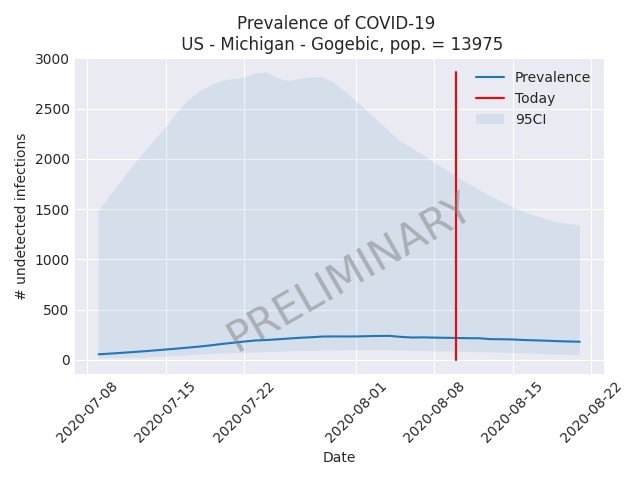 Prevalence of COVID-19
US - Michigan - Gogebic, pop. = 13975
3000
2500
2000
1500
1000
500
0
# undetected infections
Prevalence
Today
95CI
PRELIMINARY
2020-07-08
2020-07-15
2020-07-22
2020-08-01
2020-08-08
2020-08-15
2020-08-22
Date